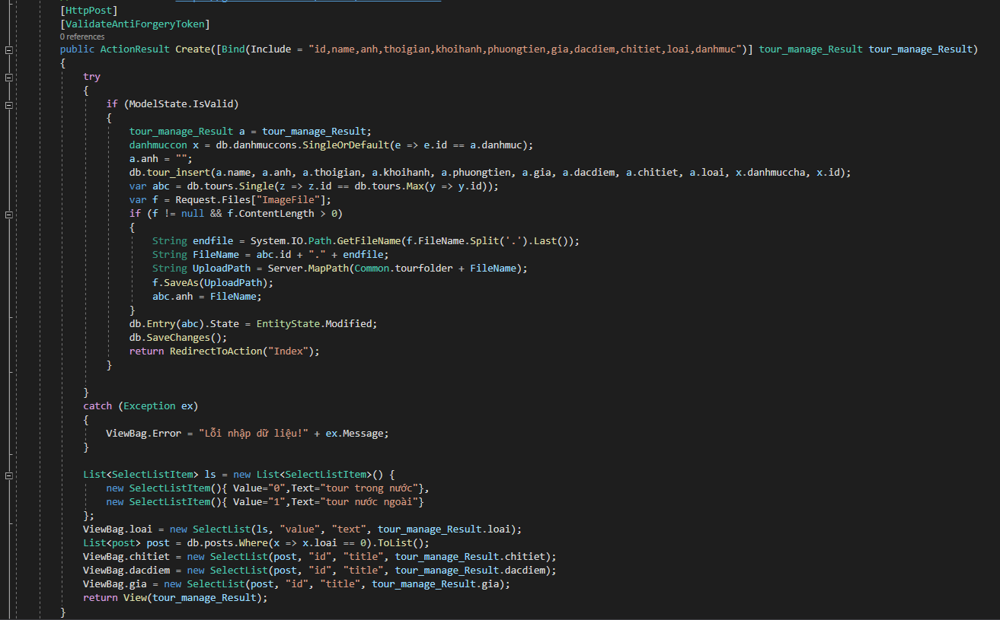 [HttpPost]
[ValidateAntiForgeryToken]
0 references
public ActionResult Create([Bind(Include = "id,name,anh,thoigian,khoihanh,phuongtien,gia,dacdiem,chitiet,loai,danhmuc")] tour_manage_Result tour_manage_Result)
{
try
{
if (ModelState.IsValid)
{
tour_manage_Result a = tour_manage_Result;
danhmuccon x = db.danhmuccons.SingleOrDefault(e => e.id == a.danhmuc);
a.anh = "";
db.tour_insert(a.name, a.anh, a.thoigian, a.khoihanh, a.phuongtien, a.gia, a.dacdiem, a.chitiet, a.loai, x.danhmuccha, x.id);
var abc = db.tours.Single(z => z.id == db.tours.Max(y => y.id));
var f = Request.Files["ImageFile"];
if (f != null && f.ContentLength > 0)
{
String endfile = System.IO.Path.GetFileName(f.FileName.Split('.').Last());
String FileName = abc.id + "." + endfile;
String UploadPath = Server.MapPath(Common.tourfolder + FileName);
f.SaveAs(UploadPath);
abc.anh = FileName;
}
db.Entry(abc).State = EntityState.Modified;
db.SaveChanges();
return RedirectToAction("Index");
}
}
catch (Exception ex)
{
ViewBag.Error = "Lỗi nhập dữ liệu!" + ex.Message;
}
List<SelectListItem> ls = new List<SelectListItem>() {
new SelectListItem(){ Value="0",Text="tour trong nước"},
new SelectListItem(){ Value="1",Text="tour nước ngoài"}
};
ViewBag.loai = new SelectList(ls, "value", "text", tour_manage_Result.loai);
List<post> post = db.posts.Where(x => x.loai == 0).ToList();
ViewBag.chitiet = new SelectList(post, "id", "title", tour_manage_Result.chitiet);
ViewBag.dacdiem = new SelectList(post, "id", "title", tour_manage_Result.dacdiem);
ViewBag.gia = new SelectList(post, "id", "title", tour_manage_Result.gia);
return View(tour_manage_Result);
}